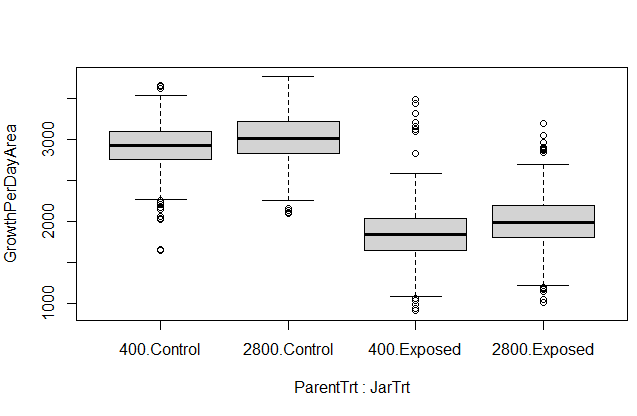 GrowthPerDayArea
3000
2000
1000
400.Control 2800.Control 400.Exposed 2800.Exposed
ParentTrt : JarTrt